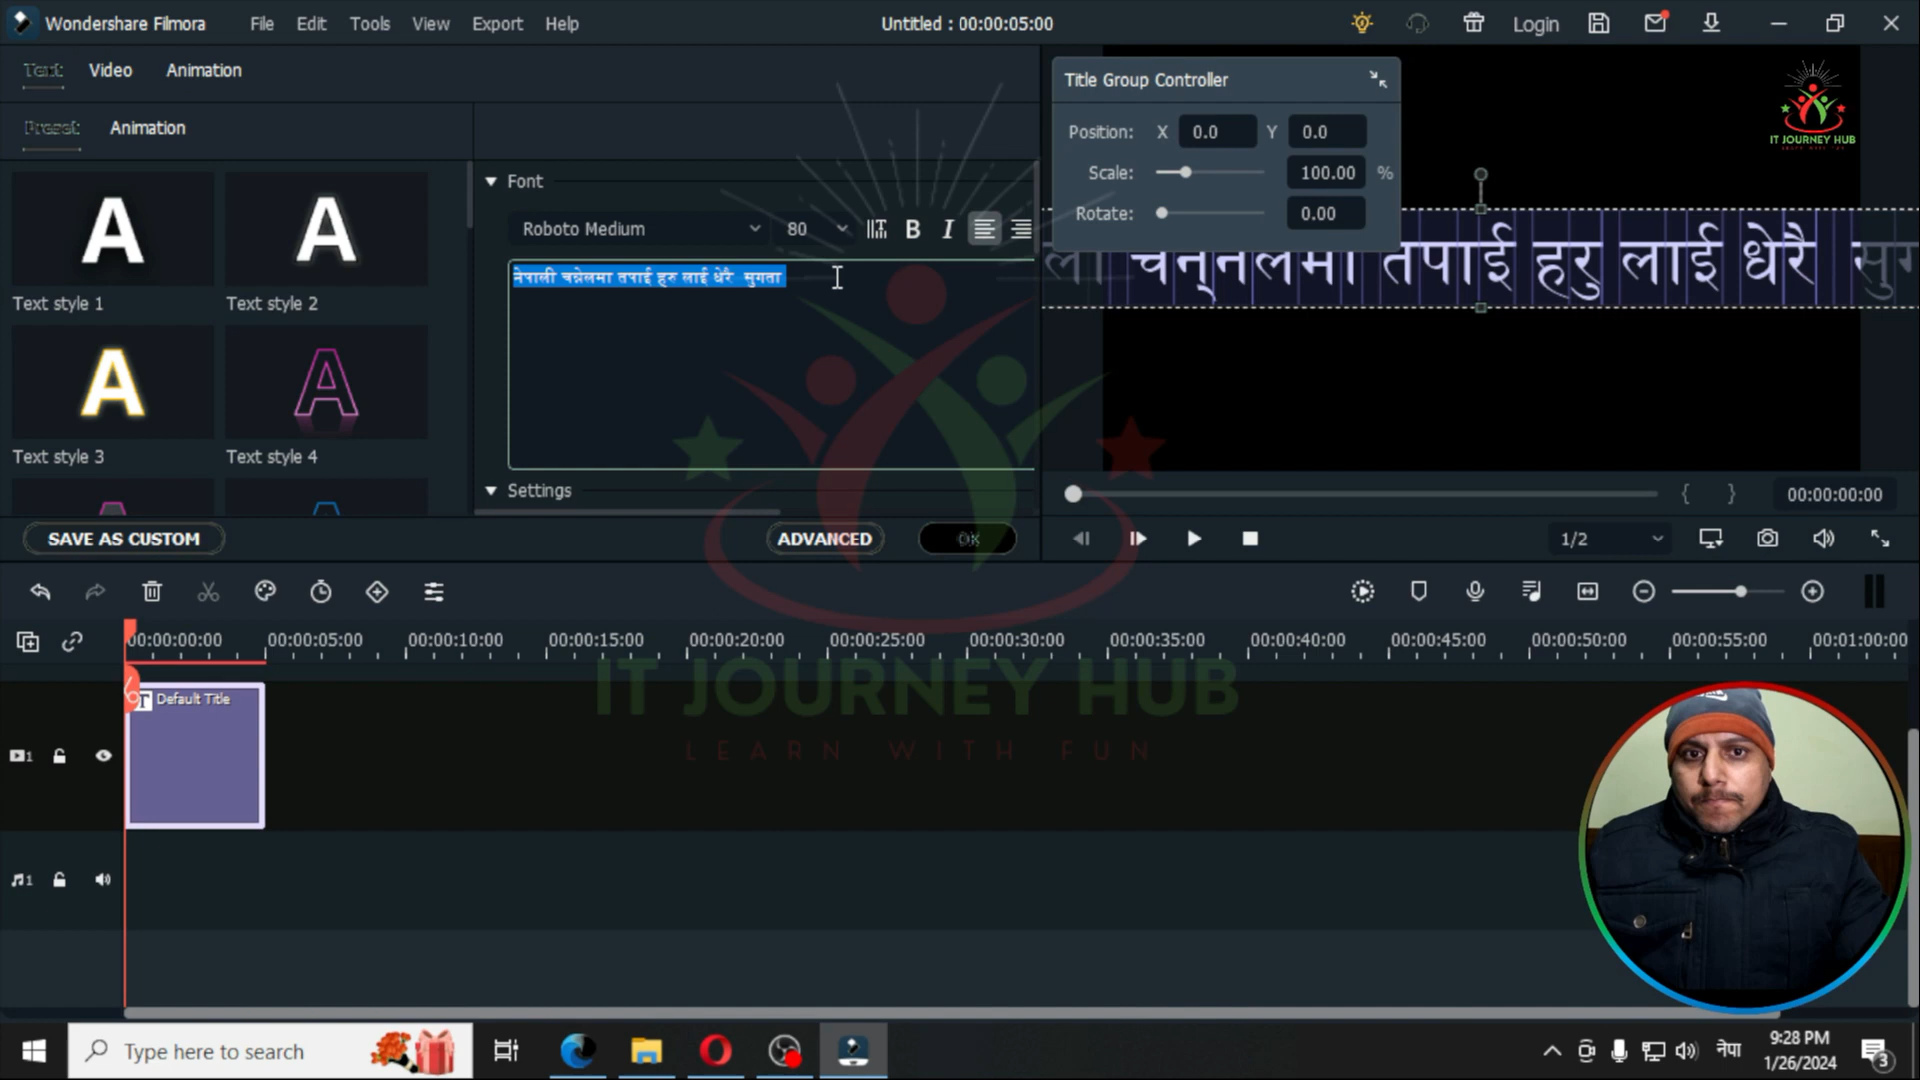 Wondershare Filmora File Edit Tools View Export Help Untitled : 00:00:05:00 Login
Text Video Animation
Preset Animation
Text style 1 Text style 2
Text style 3 Text style 4
Font
Roboto Medium 80 B I
नेपाली चन्नेलमा तपाई हरु लाई धेरै सुगता
Settings
SAVE AS CUSTOM ADVANCED OK
Title Group Controller
Position: X 0.0 Y 0.0
Scale: 100.00 %
Rotate: 0.00
IT JOURNEY HUB
चन्नलमा तपाई हरु लाई धेरै
00:00:00:00
1/2
00:00:00:00 00:00:05:00 00:00:10:00 00:00:15:00 00:00:20:00 00:00:25:00 00:00:30:00 00:00:35:00 00:00:40:00 00:00:45:00 00:00:50:00 00:00:55:00 00:01:00:00
Default Title
IT JOURNEY HUB
LEARN WITH FUN
1
1
Type here to search
नेपा
9:28 PM
1/26/2024
3